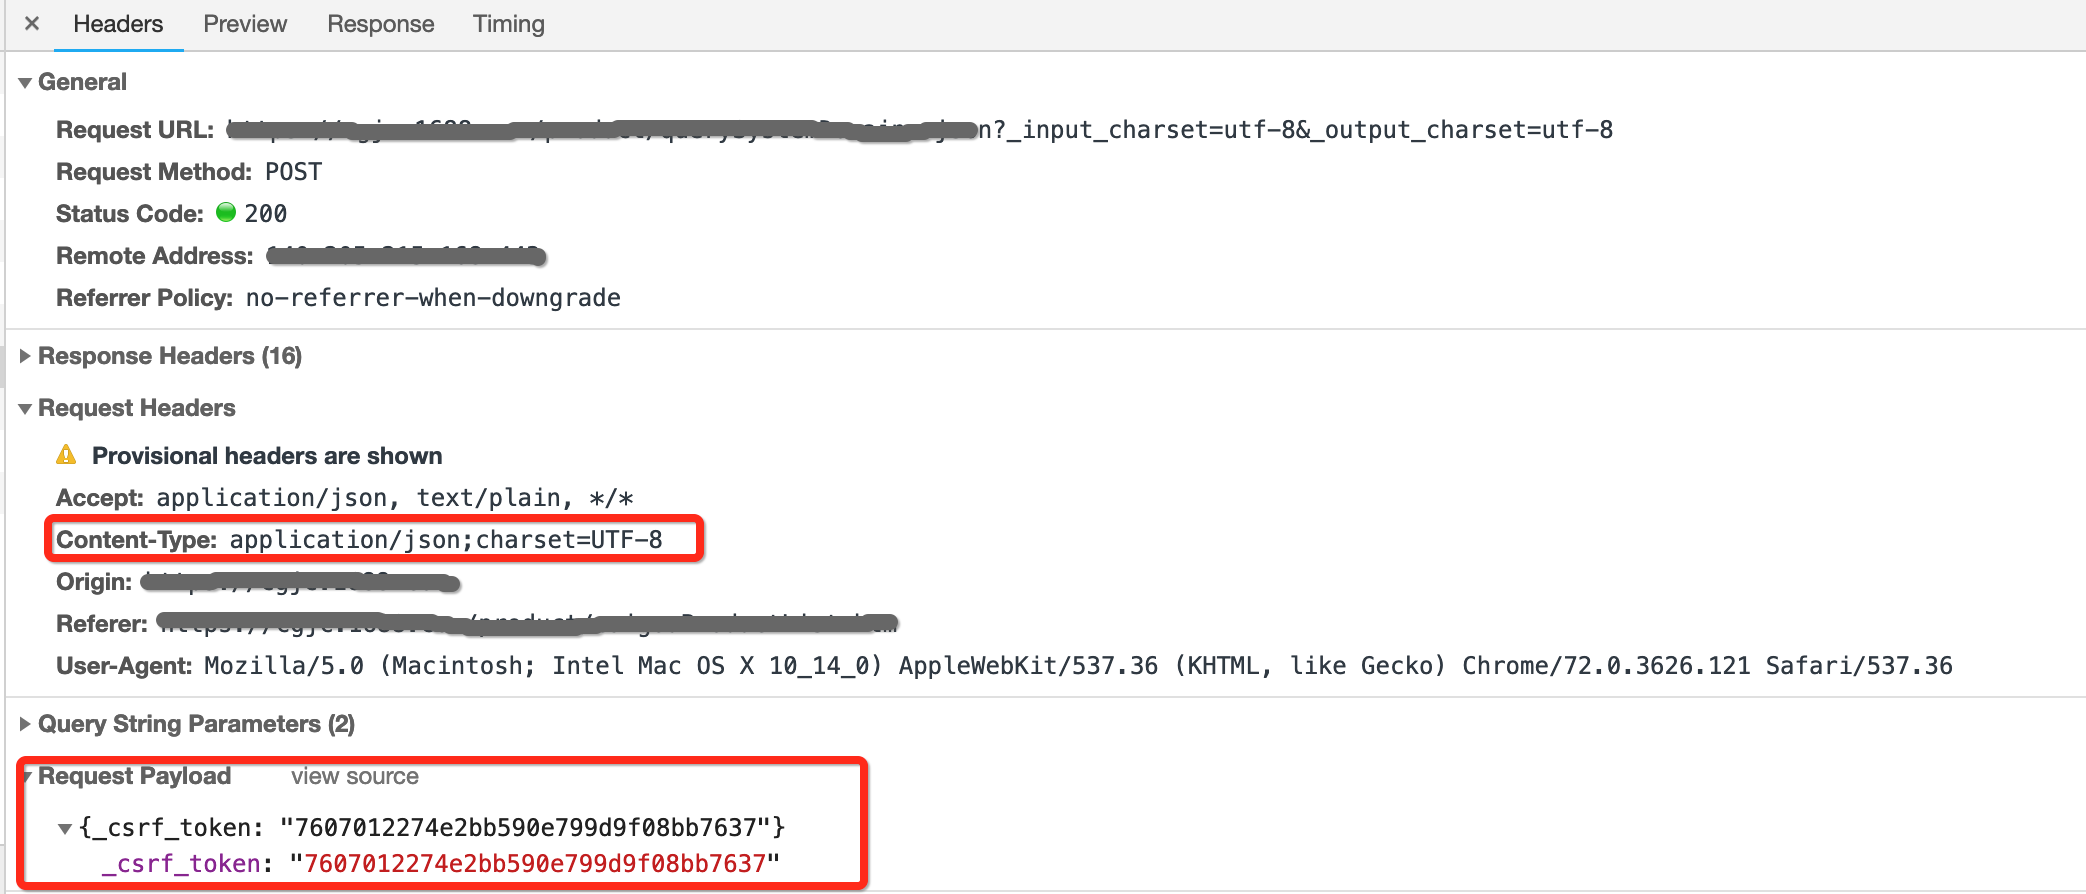 Headers Preview Response Timing
General
Request URL: n?_input_charset=utf-8&_output_charset=utf-8
Request Method: POST
Status Code: 200
Remote Address:
Referrer Policy: no-referrer-when-downgrade
Response Headers (16)
Request Headers
Provisional headers are shown
Accept: application/json, text/plain, */*
Content-Type: application/json;charset=UTF-8
Origin:
Referer:
User-Agent: Mozilla/5.0 (Macintosh; Intel Mac OS X 10_14_0) AppleWebKit/537.36 (KHTML, like Gecko) Chrome/72.0.3626.121 Safari/537.36
Query String Parameters (2)
Request Payload view source
{_csrf_token: "7607012274e2bb590e799d9f08bb7637"}
_csrf_token: "7607012274e2bb590e799d9f08bb7637"